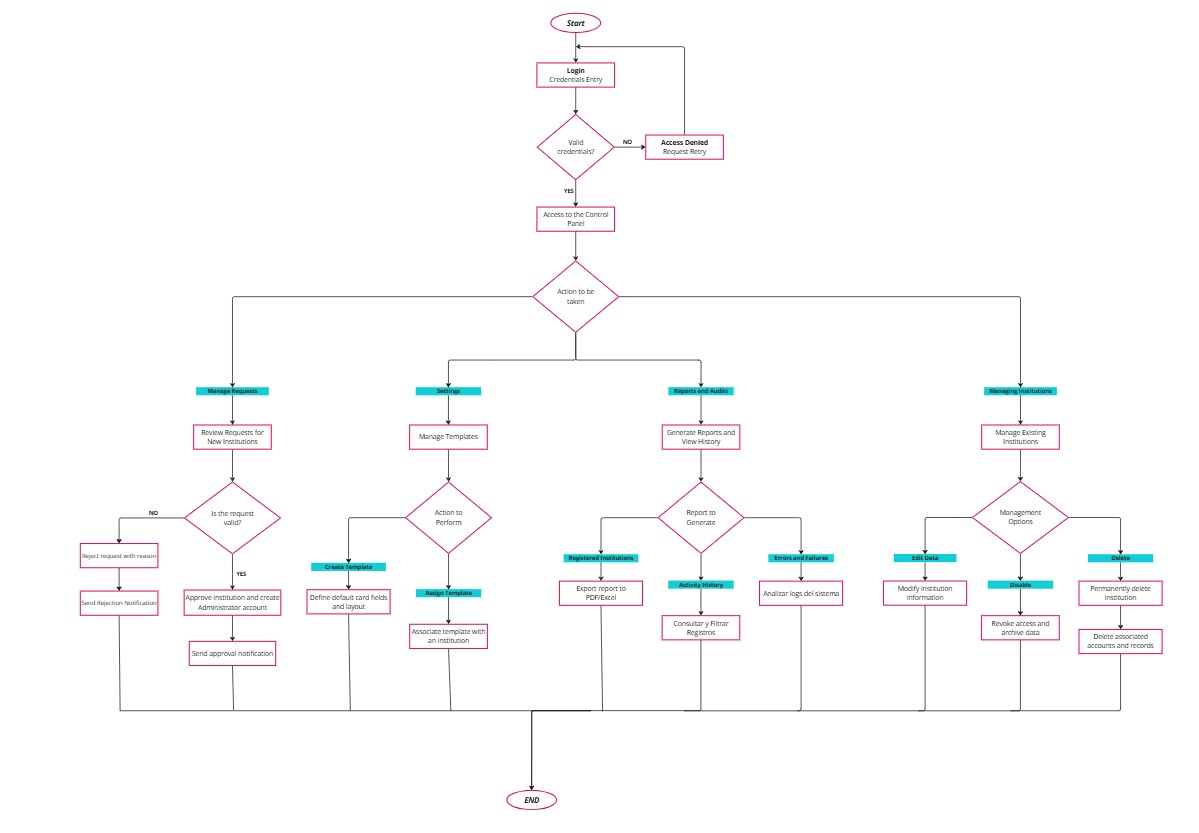 Start
Login
Credentials Entry
Valid
credentials?
NO
Access Denied
Request Retry
YES
Access to the Control
Panel
Action to be
taken
Manage Requests
Settings
Reports and Audits
Managing Institutions
Review Requests for
New Institutions
Manage Templates
Generate Reports and
View History
Manage Existing
Institutions
NO
Is the request
valid?
Action to
Perform
Report to
Generate
Management
Options
Reject request with reason
YES
Create Template
Assign Template
Registered Institutions
Activity History
Errors and Failures
Edit Data
Disable
Delete
Send Rejection Notification
Approve institution and create
Administrator account
Define default card fields
and layout
Associate template with
an institution
Export report to
PDF/Excel
Consultar y Filtrar
Registros
Analizar logs del sistema
Modify institution
information
Revoke access and
archive data
Permanently delete
institution
Send approval notification
Delete associated
accounts and records
END